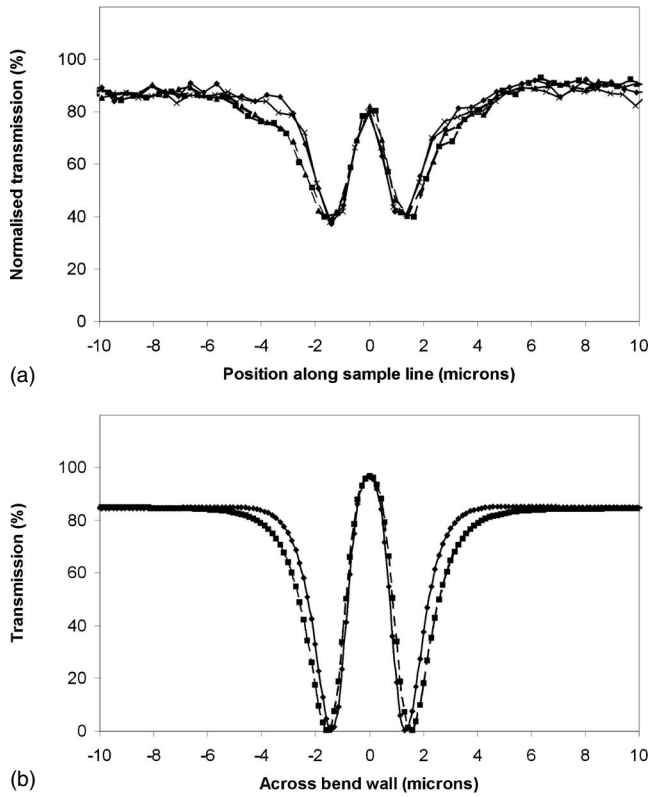 100
80
60
40
20
0
Normalised transmission (%)
-10 -8 -6 -4 -2 0 2 4 6 8 10
Position along sample line (microns)
(a)
100
80
60
40
20
0
Transmission (%)
-10 -8 -6 -4 -2 0 2 4 6 8 10
Across bend wall (microns)
(b)